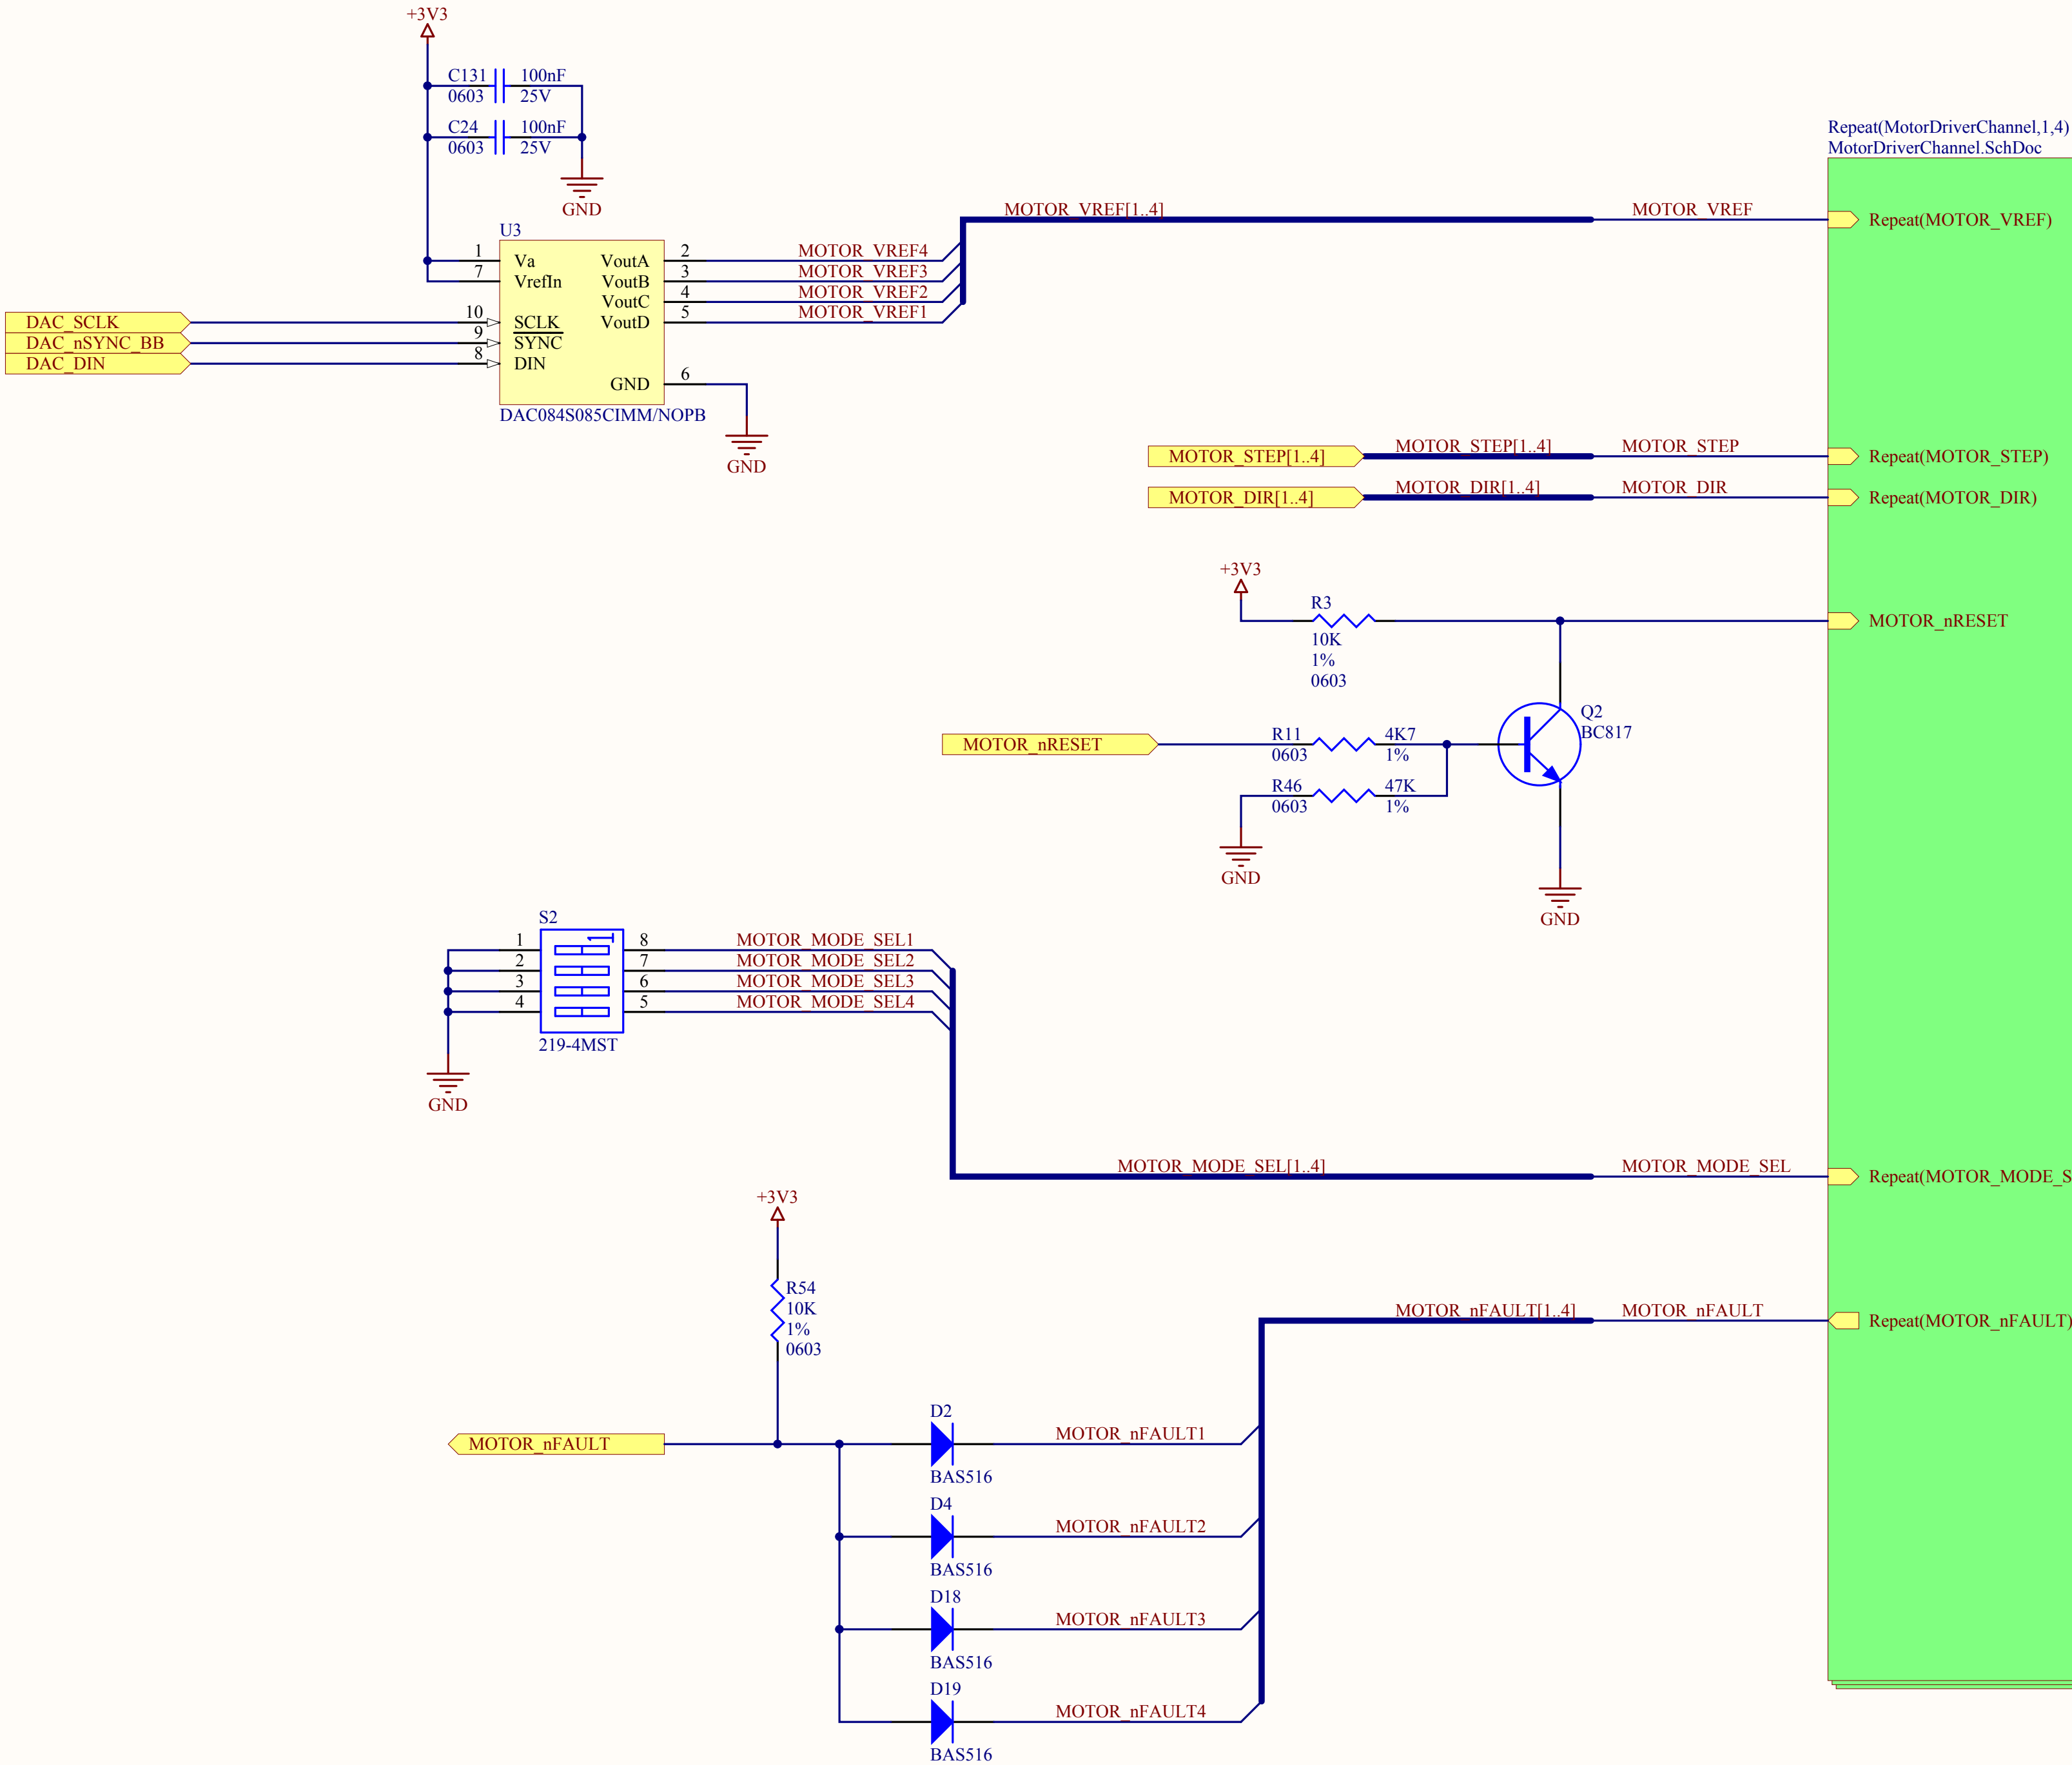 +3V3
C131 100nF
0603 25V
C24 100nF
0603 25V
GND
Repeat(MotorDriverChannel,1,4)
MotorDriverChannel.SchDoc
MOTOR_VREF[1..4] MOTOR_VREF Repeat(MOTOR_VREF)
U3
1 Va VoutA 2 MOTOR_VREF4
7 VrefIn VoutB 3 MOTOR_VREF3
VoutC 4 MOTOR_VREF2
DAC_SCLK 10 SCLK VoutD 5 MOTOR_VREF1
DAC_nSYNC_BB 9 SYNC
DAC_DIN 8 DIN
GND 6
DAC084S085CIMM/NOPB
GND
MOTOR_STEP[1..4] MOTOR_STEP[1..4] MOTOR_STEP Repeat(MOTOR_STEP)
MOTOR_DIR[1..4] MOTOR_DIR[1..4] MOTOR_DIR Repeat(MOTOR_DIR)
+3V3
R3
10K
1%
0603
MOTOR_nRESET
Q2
BC817
MOTOR_nRESET R11 4K7
0603 1%
R46 47K
0603 1%
GND
GND
S2
1 1 8 MOTOR_MODE_SEL1
2 7 MOTOR_MODE_SEL2
3 6 MOTOR_MODE_SEL3
4 5 MOTOR_MODE_SEL4
219-4MST
GND
MOTOR_MODE_SEL[1..4] MOTOR_MODE_SEL Repeat(MOTOR_MODE_S
+3V3
R54
10K
1%
0603
MOTOR_nFAULT[1..4] MOTOR_nFAULT Repeat(MOTOR_nFAULT)
D2
MOTOR_nFAULT MOTOR_nFAULT1
BAS516
D4
MOTOR_nFAULT2
BAS516
D18
MOTOR_nFAULT3
BAS516
D19
MOTOR_nFAULT4
BAS516